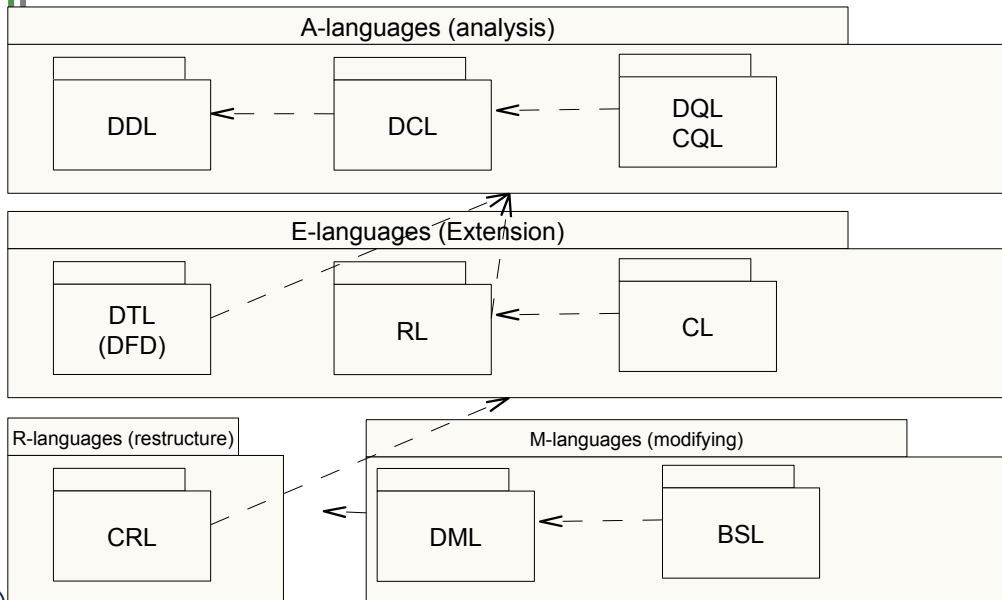 A-languages (analysis)
DDL
DCL
DQL
CQL
E-languages (Extension)
DTL
(DFD)
RL
CL
R-languages (restructure)
M-languages (modifying)
CRL
DML
BSL